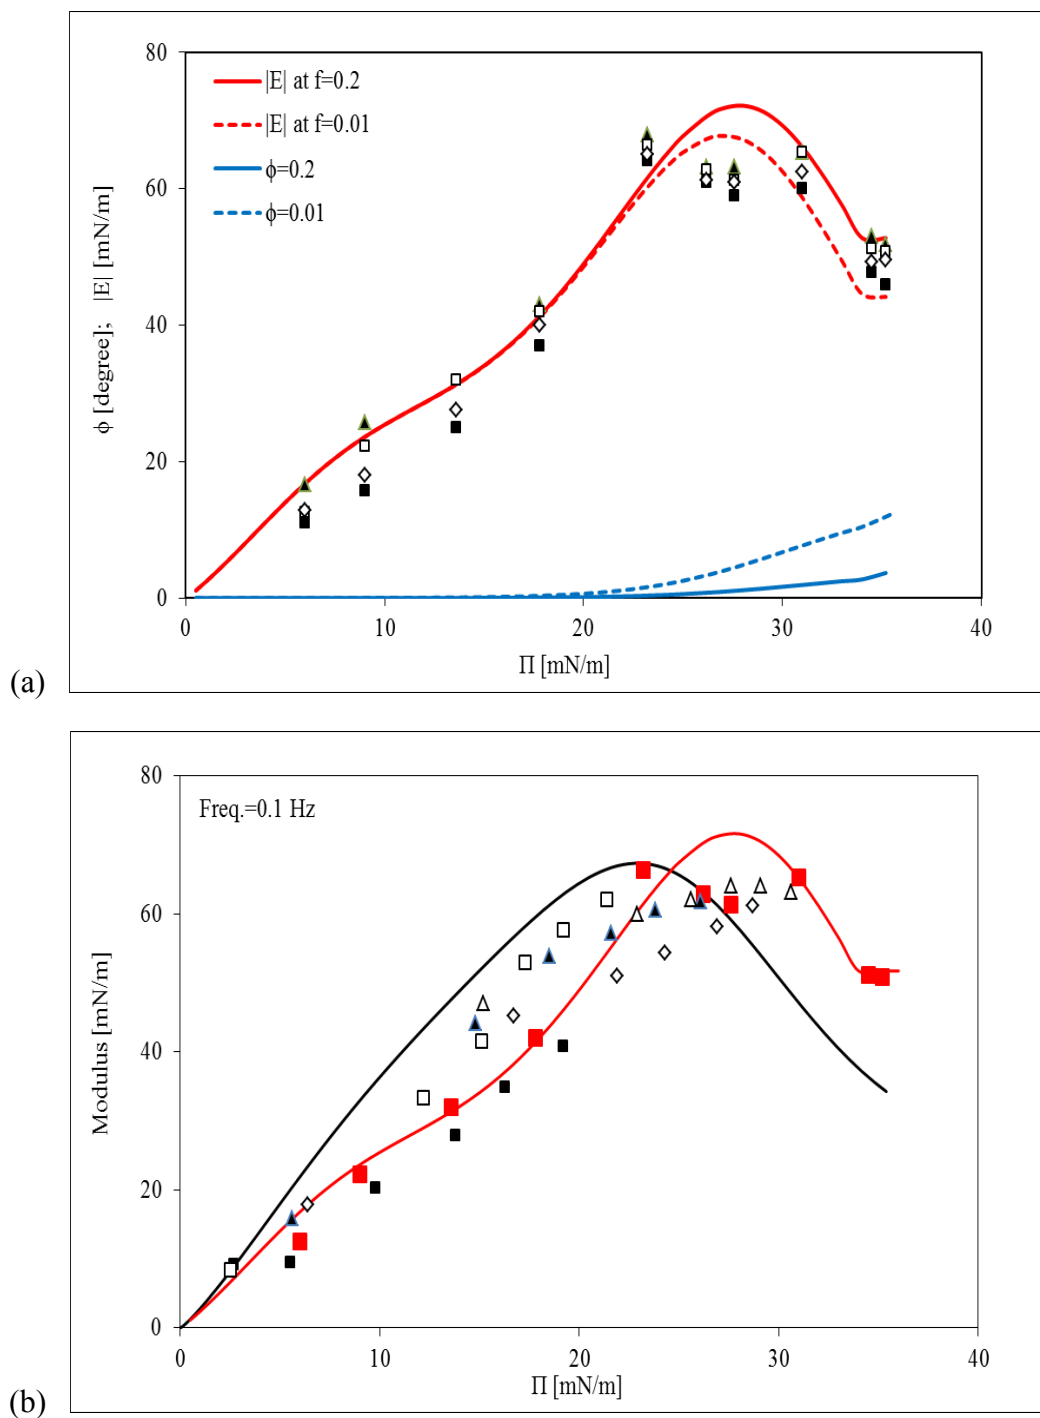 80
60
40
20
0
0
10
20
30
40
ϕ [degree]; |E| [mN/m]
Π [mN/m]
|E| at f=0.2
|E| at f=0.01
ϕ=0.2
ϕ=0.01
(a)
80
60
40
20
0
0
10
20
30
40
Modulus [mN/m]
Π [mN/m]
Freq.=0.1 Hz
(b)